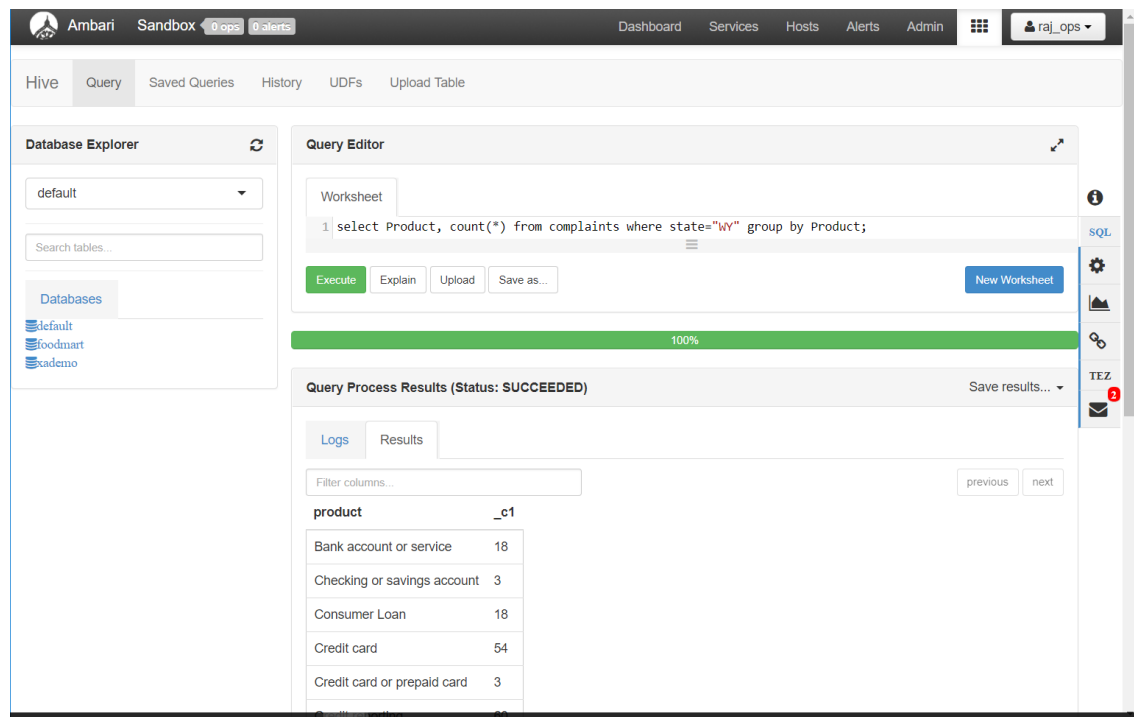 Ambari Sandbox 0 ops 0 alerts Dashboard Services Hosts Alerts Admin raj_ops
Hive Query Saved Queries History UDFs Upload Table
Database Explorer
default
Search tables...
Databases
default
foodmart
xademo
Query Editor
Worksheet
1 select Product, count(*) from complaints where state="WY" group by Product;
Execute Explain Upload Save as... New Worksheet
100%
Query Process Results (Status: SUCCEEDED) Save results...
Logs Results
Filter columns... previous next
product _c1
Bank account or service 18
Checking or savings account 3
Consumer Loan 18
Credit card 54
Credit card or prepaid card 3
SQL
TEZ
2